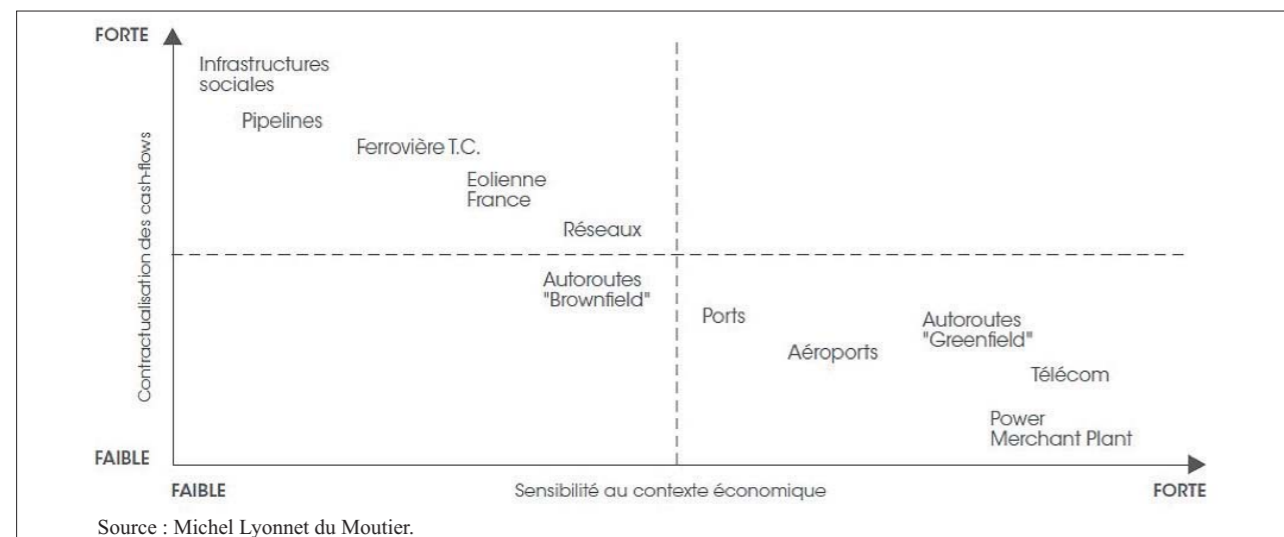 FORTE
Infrastructures
sociales
Pipelines
Ferrovière T.C.
Eolienne
France
Réseaux
Autoroutes
"Brownfield"
Ports
Aéroports
Autoroutes
"Greenfield"
Télécom
Power
Merchant Plant
Contractualisation des cash-flows
FAIBLE
FAIBLE
Sensibilité au contexte économique
FORTE
Source : Michel Lyonnet du Moutier.